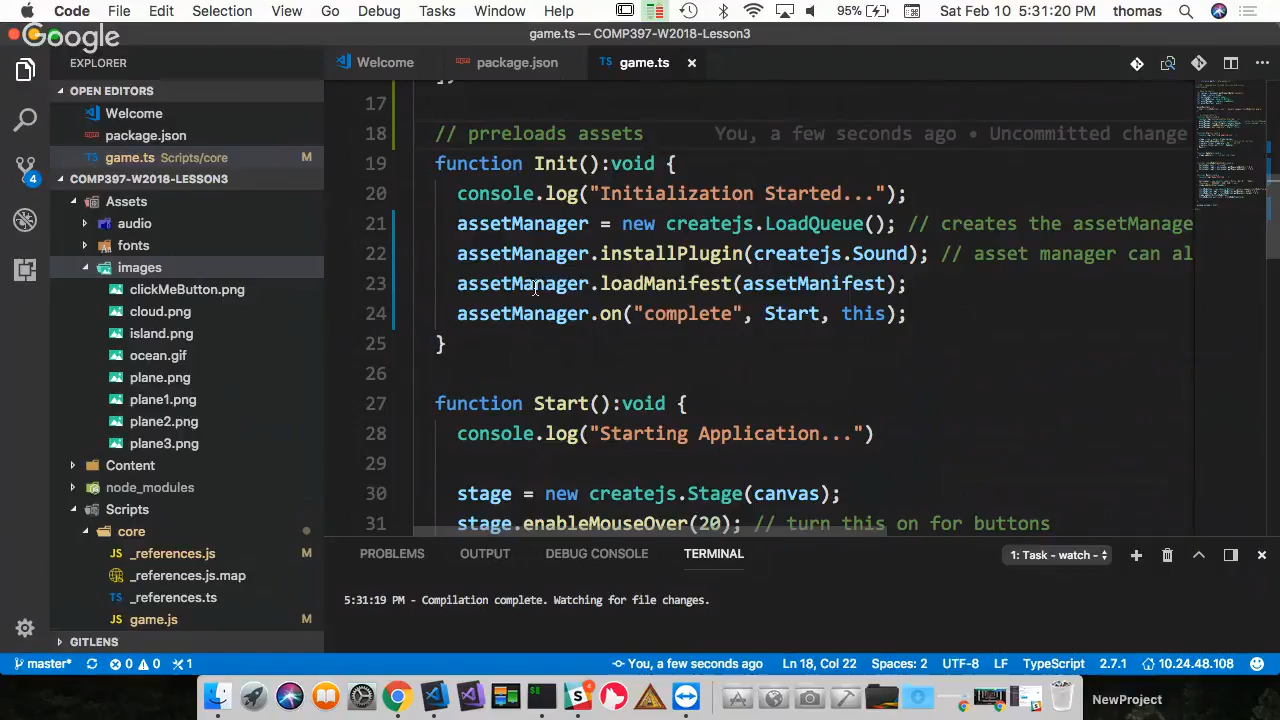 Code File Edit Selection View Go Debug Tasks Window Help 95% Sat Feb 10 5:31:20 PM thomas
Google
game.ts — COMP397-W2018-Lesson3
EXPLORER
Welcome
package.json
TS game.ts ×
OPEN EDITORS
Welcome
package.json
TS game.ts Scripts/core M
4
COMP397-W2018-LESSON3
Assets
audio
fonts
images
clickMeButton.png
cloud.png
island.png
ocean.gif
plane.png
plane1.png
plane2.png
plane3.png
Content
node_modules
Scripts
core
JS _references.js M
_references.js.map
TS _references.ts
JS game.js M
GITLENS
17
18 // prreloads assets You, a few seconds ago • Uncommitted change
19 function Init():void {
20 console.log("Initialization Started...");
21 assetManager = new createjs.LoadQueue(); // creates the assetManage
22 assetManager.installPlugin(createjs.Sound); // asset manager can al
23 assetManager.loadManifest(assetManifest);
24 assetManager.on("complete", Start, this);
25 }
26
27 function Start():void {
28 console.log("Starting Application...")
29
30 stage = new createjs.Stage(canvas);
31 stage.enableMouseOver(20); // turn this on for buttons
PROBLEMS OUTPUT DEBUG CONSOLE TERMINAL 1: Task - watch -
5:31:19 PM - Compilation complete. Watching for file changes.
master* 0 0 1 You, a few seconds ago Ln 18, Col 22 Spaces: 2 UTF-8 LF TypeScript 2.7.1 10.24.48.108
NewProject